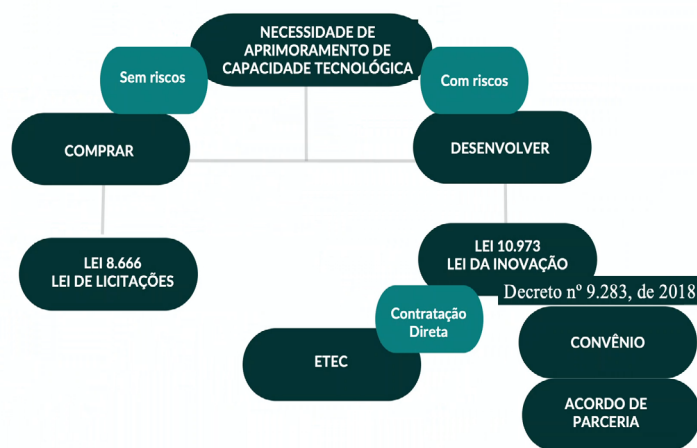 NECESSIDADE DE
APRIMORAMENTO DE
CAPACIDADE TECNOLÓGICA
Sem riscos
Com riscos
COMPRAR
DESENVOLVER
LEI 8.666
LEI DE LICITAÇÕES
LEI 10.973
LEI DA INOVAÇÃO
Decreto nº 9.283, de 2018
Contratação
Direta
ETEC
CONVÊNIO
ACORDO DE
PARCERIA